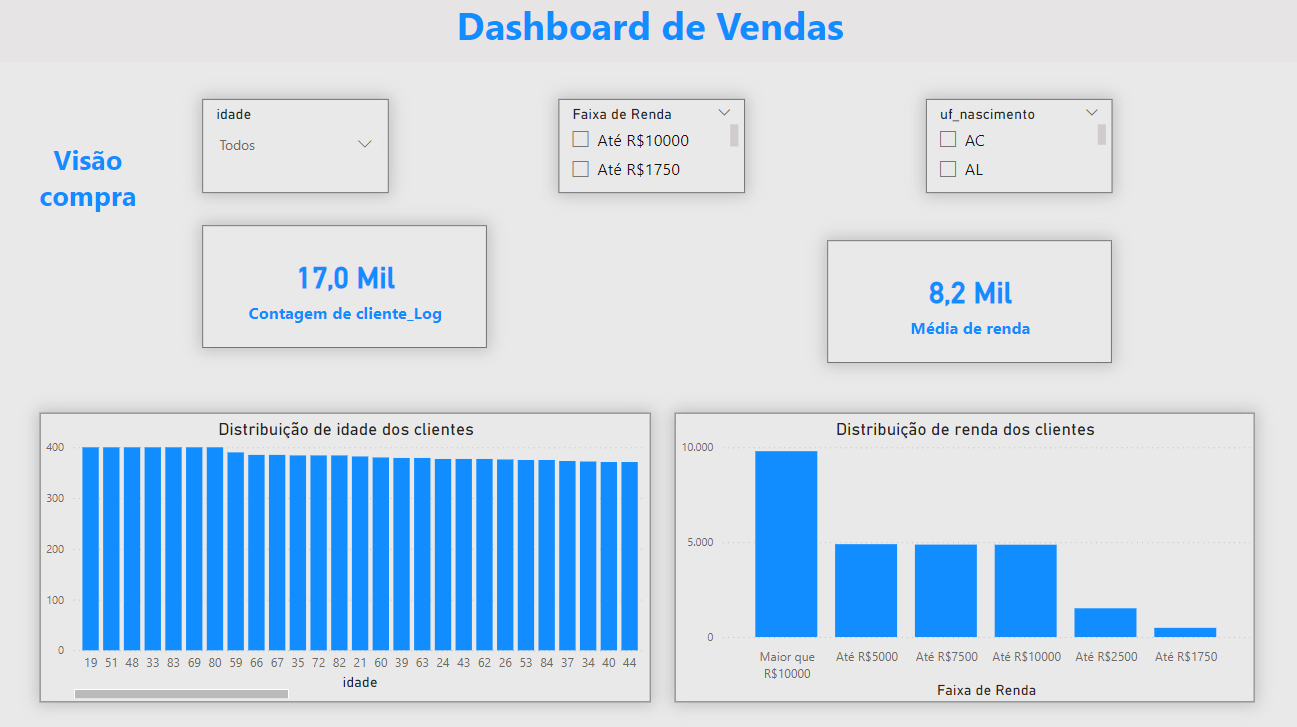 Dashboard de Vendas
Visão
compra
idade
Todos
Faixa de Renda
Até R$10000
Até R$1750
uf_nascimento
AC
AL
17,0 Mil
Contagem de cliente_Log
8,2 Mil
Média de renda
Distribuição de idade dos clientes
400
300
200
100
0
19 51 48 33 83 69 80 59 66 67 35 72 82 21 60 39 63 24 43 62 26 53 84 37 34 40 44
idade
Distribuição de renda dos clientes
10.000
5.000
0
Maior que
R$10000
Até R$5000
Até R$7500
Até R$10000
Até R$2500
Até R$1750
Faixa de Renda